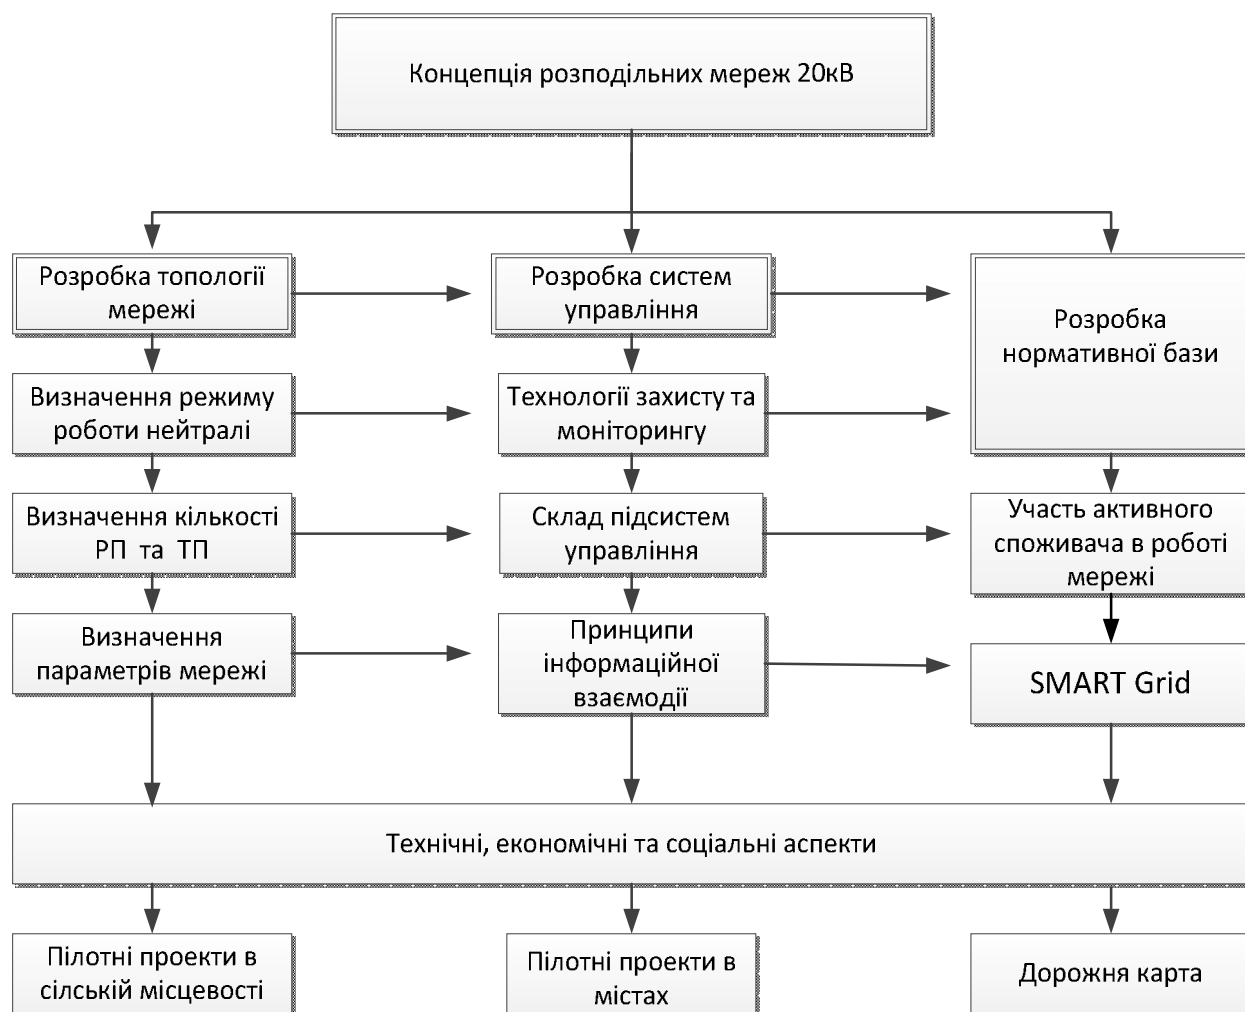 Концепція розподільних мереж 20кВ
Розробка топології
мережі
Розробка систем
управління
Розробка
нормативної бази
Визначення режиму
роботи нейтралі
Технології захисту та
моніторингу
Визначення кількості
РП та ТП
Склад підсистем
управління
Участь активного
споживача в роботі
мережі
Визначення
параметрів мережі
Принципи
інформаційної
взаємодії
SMART Grid
Технічні, економічні та соціальні аспекти
Пілотні проекти в
сілській місцевості
Пілотні проекти в
містах
Дорожня карта